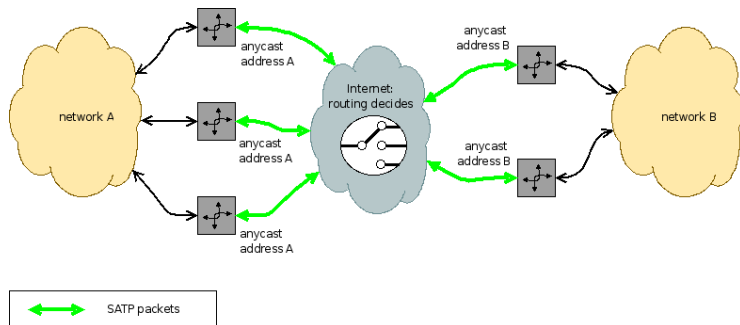 anycast
address A
network A
anycast
address A
anycast
address A
Internet:
routing decides
anycast
address B
anycast
address B
network B
SATP packets